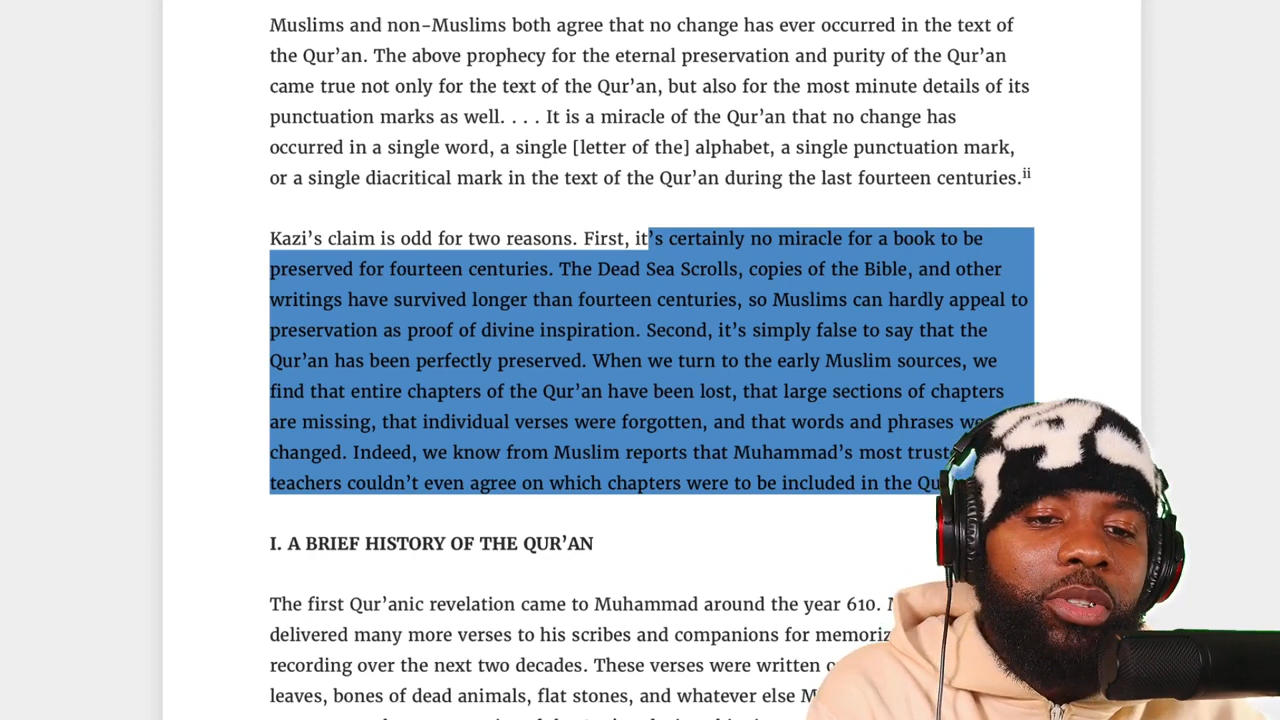 Muslims and non-Muslims both agree that no change has ever occurred in the text of
the Qur’an. The above prophecy for the eternal preservation and purity of the Qur’an
came true not only for the text of the Qur’an, but also for the most minute details of its
punctuation marks as well. . . . It is a miracle of the Qur’an that no change has
occurred in a single word, a single [letter of the] alphabet, a single punctuation mark,
or a single diacritical mark in the text of the Qur’an during the last fourteen centuries.ii
Kazi’s claim is odd for two reasons. First, it’s certainly no miracle for a book to be
preserved for fourteen centuries. The Dead Sea Scrolls, copies of the Bible, and other
writings have survived longer than fourteen centuries, so Muslims can hardly appeal to
preservation as proof of divine inspiration. Second, it’s simply false to say that the
Qur’an has been perfectly preserved. When we turn to the early Muslim sources, we
find that entire chapters of the Qur’an have been lost, that large sections of chapters
are missing, that individual verses were forgotten, and that words and phrases
changed. Indeed, we know from Muslim reports that Muhammad’s most
teachers couldn’t even agree on which chapters were to be included in the
I. A BRIEF HISTORY OF THE QUR’AN
The first Qur’anic revelation came to Muhammad around the year 610.
delivered many more verses to his scribes and companions for
recording over the next two decades. These verses were written
leaves, bones of dead animals, flat stones, and whatever else